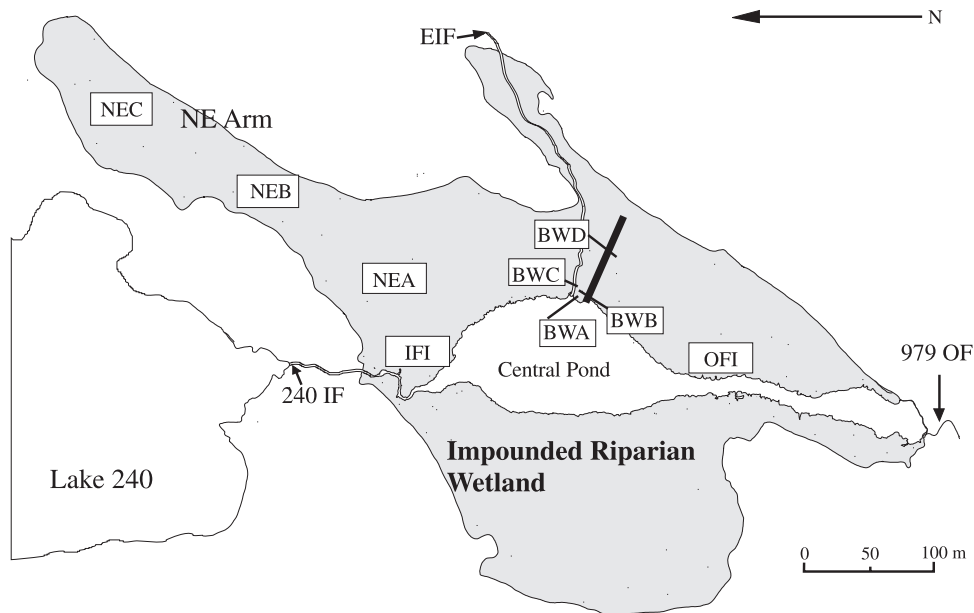 N
EIF
NEC
NE Arm
NEB
BWD
NEA
BWC
BWB
BWA
IFI
OFI
979 OF
Central Pond
240 IF
Impounded Riparian
Wetland
Lake 240
0 50 100 m